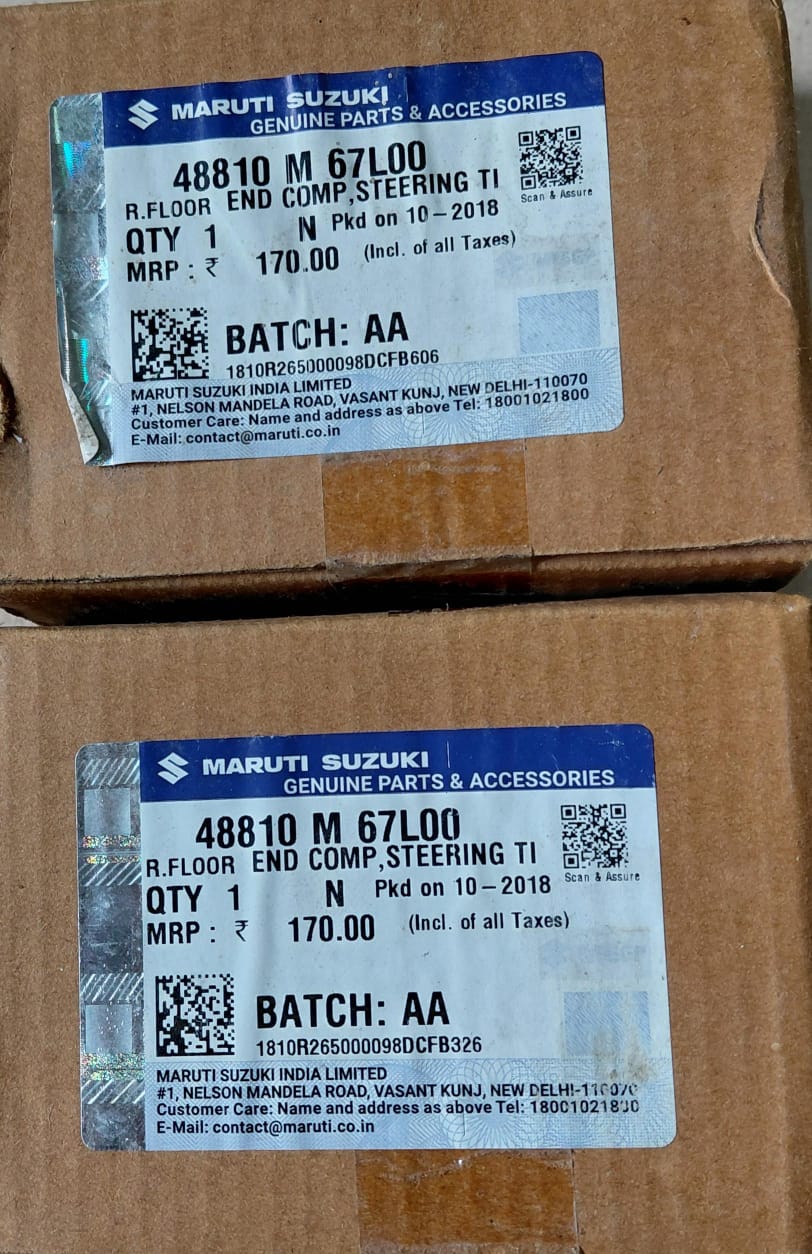 MARUTI SUZUKI
GENUINE PARTS & ACCESSORIES
48810 M 67L00
R.FLOOR END COMP,STEERING TI
Scan & Assure
QTY 1 N Pkd on 10-2018
MRP : ₹ 170.00 (Incl. of all Taxes)
BATCH: AA
1810R265000098DCFB606
MARUTI SUZUKI INDIA LIMITED
#1, NELSON MANDELA ROAD, VASANT KUNJ, NEW DELHI-110070
Customer Care: Name and address as above Tel: 18001021800
E-Mail: contact@maruti.co.in
MARUTI SUZUKI
GENUINE PARTS & ACCESSORIES
48810 M 67L00
R.FLOOR END COMP,STEERING TI
Scan & Assure
QTY 1 N Pkd on 10-2018
MRP : ₹ 170.00 (Incl. of all Taxes)
BATCH: AA
1810R265000098DCFB326
MARUTI SUZUKI INDIA LIMITED
#1, NELSON MANDELA ROAD, VASANT KUNJ, NEW DELHI-110070
Customer Care: Name and address as above Tel: 18001021800
E-Mail: contact@maruti.co.in